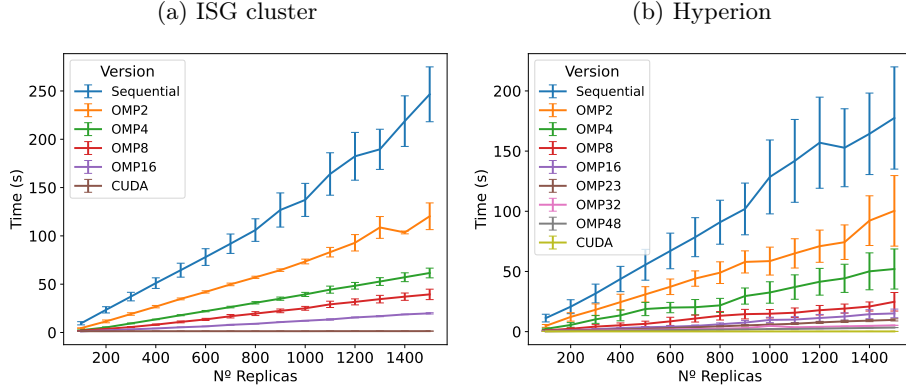 (a) ISG cluster
Version
Sequential
OMP2
OMP4
OMP8
OMP16
CUDA
250
200
150
100
50
0
Time (s)
200
400
600
800
1000
1200
1400
Nº Replicas
(b) Hyperion
Version
Sequential
OMP2
OMP4
OMP8
OMP16
OMP23
OMP32
OMP48
CUDA
200
150
100
50
0
Time (s)
200
400
600
800
1000
1200
1400
Nº Replicas